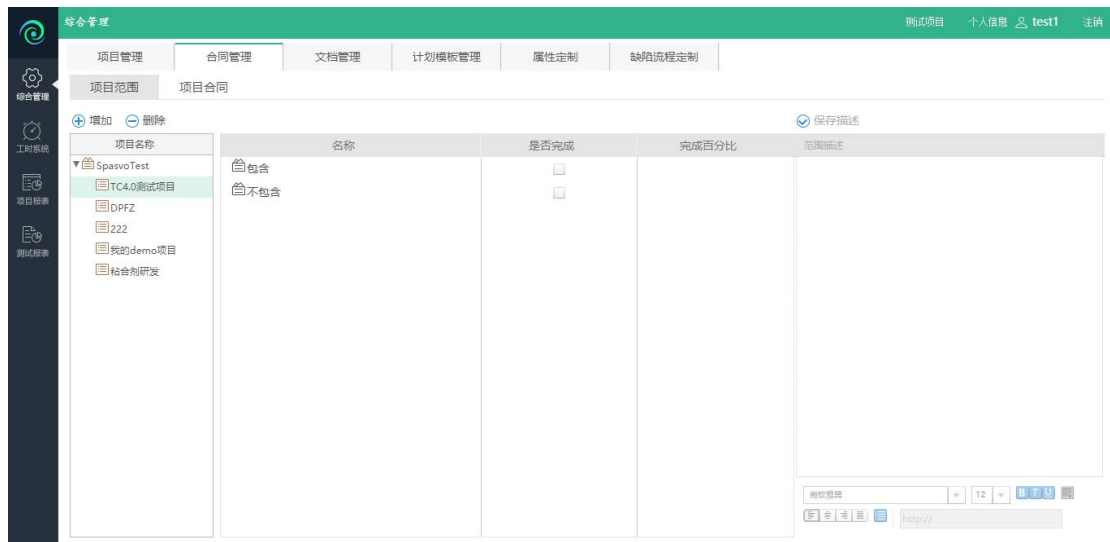 综合管理 测试项目 个人信息 test1 注销
项目管理 合同管理 文档管理 计划模板管理 属性定制 缺陷流程定制
综合管理
项目范围 项目合同
增加 删除 保存描述
工时系统
项目名称 名称 是否完成 完成百分比 范围描述
SpasvoTest 包含
TC4.0测试项目 不包含
项目报表
DPFZ
222
测试报表
我的demo项目
粘合剂研发
微软雅黑 12 B I U
http://